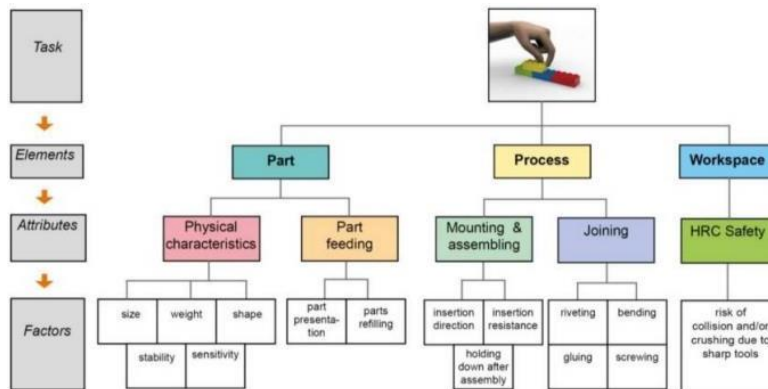 Task
Elements
Part
Process
Workspace
Attributes
Physical
characteristics
Part
feeding
Mounting &
assembling
Joining
HRC Safety
Factors
size
weight
shape
stability
sensitivity
part
presenta-
tion
parts
refilling
insertion
direction
insertion
resistance
holding
down after
assembly
riveting
bending
gluing
screwing
risk of
collision and/or
crushing due to
sharp tools